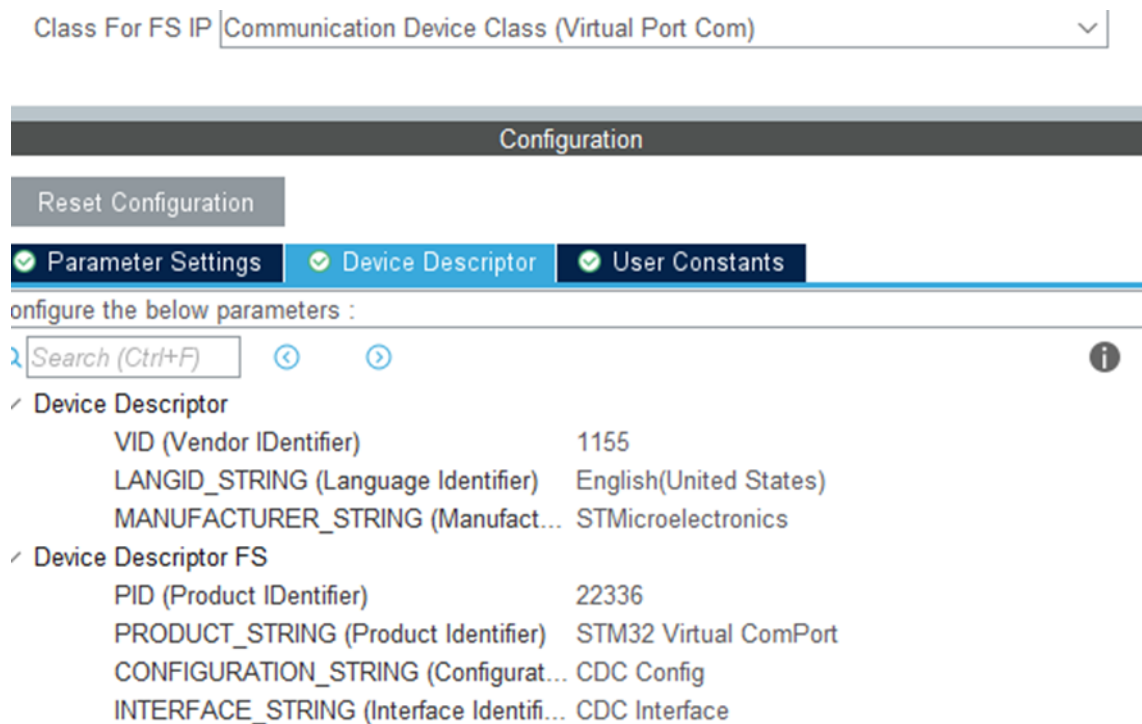 Class For FS IP Communication Device Class (Virtual Port Com)
Configuration
Reset Configuration
Parameter Settings Device Descriptor User Constants
onfigure the below parameters :
Search (Ctrl+F)
Device Descriptor
VID (Vendor IDentifier) 1155
LANGID_STRING (Language Identifier) English(United States)
MANUFACTURER_STRING (Manufact... STMicroelectronics
Device Descriptor FS
PID (Product IDentifier) 22336
PRODUCT_STRING (Product Identifier) STM32 Virtual ComPort
CONFIGURATION_STRING (Configurat... CDC Config
INTERFACE_STRING (Interface Identifi... CDC Interface